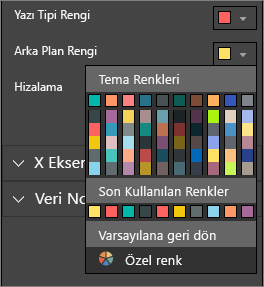 Yazı Tipi Rengi
Arka Plan Rengi
Hizalama
Tema Renkleri
X Eksen
Son Kullanılan Renkler
Veri No
Varsayılana geri dön
Özel renk